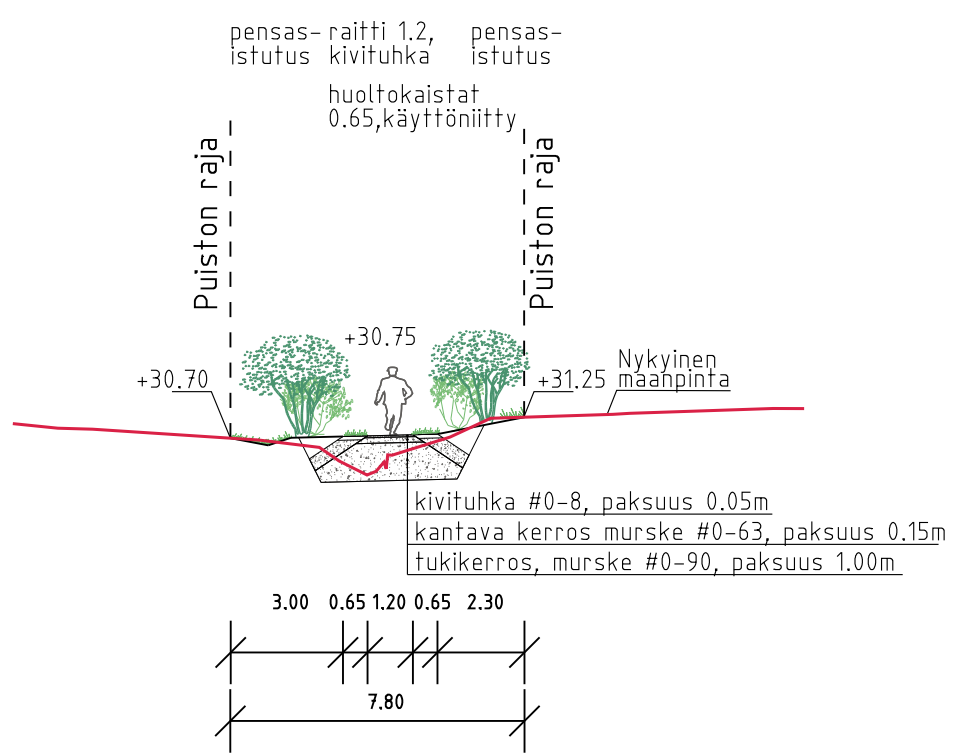 pensas- raitti 1.2, pensas-
istutus kivituhka istutus
huoltokaistat
0.65,käyttöniitty
Puiston raja
Puiston raja
+30.75
+30.70
+31.25
Nykyinen
maanpinta
kivituhka #0-8, paksuus 0.05m
kantava kerros murske #0-63, paksuus 0.15m
tukikerros, murske #0-90, paksuus 1.00m
3.00 0.65 1.20 0.65 2.30
7.80